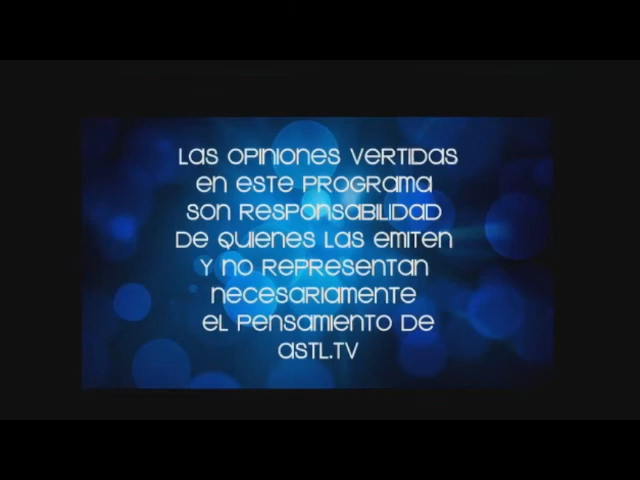 Las opiniones vertidas
en este programa
son responsabilidad
de quienes las emiten
y no representan
necesariamente
el pensamiento de
ASTL.TV